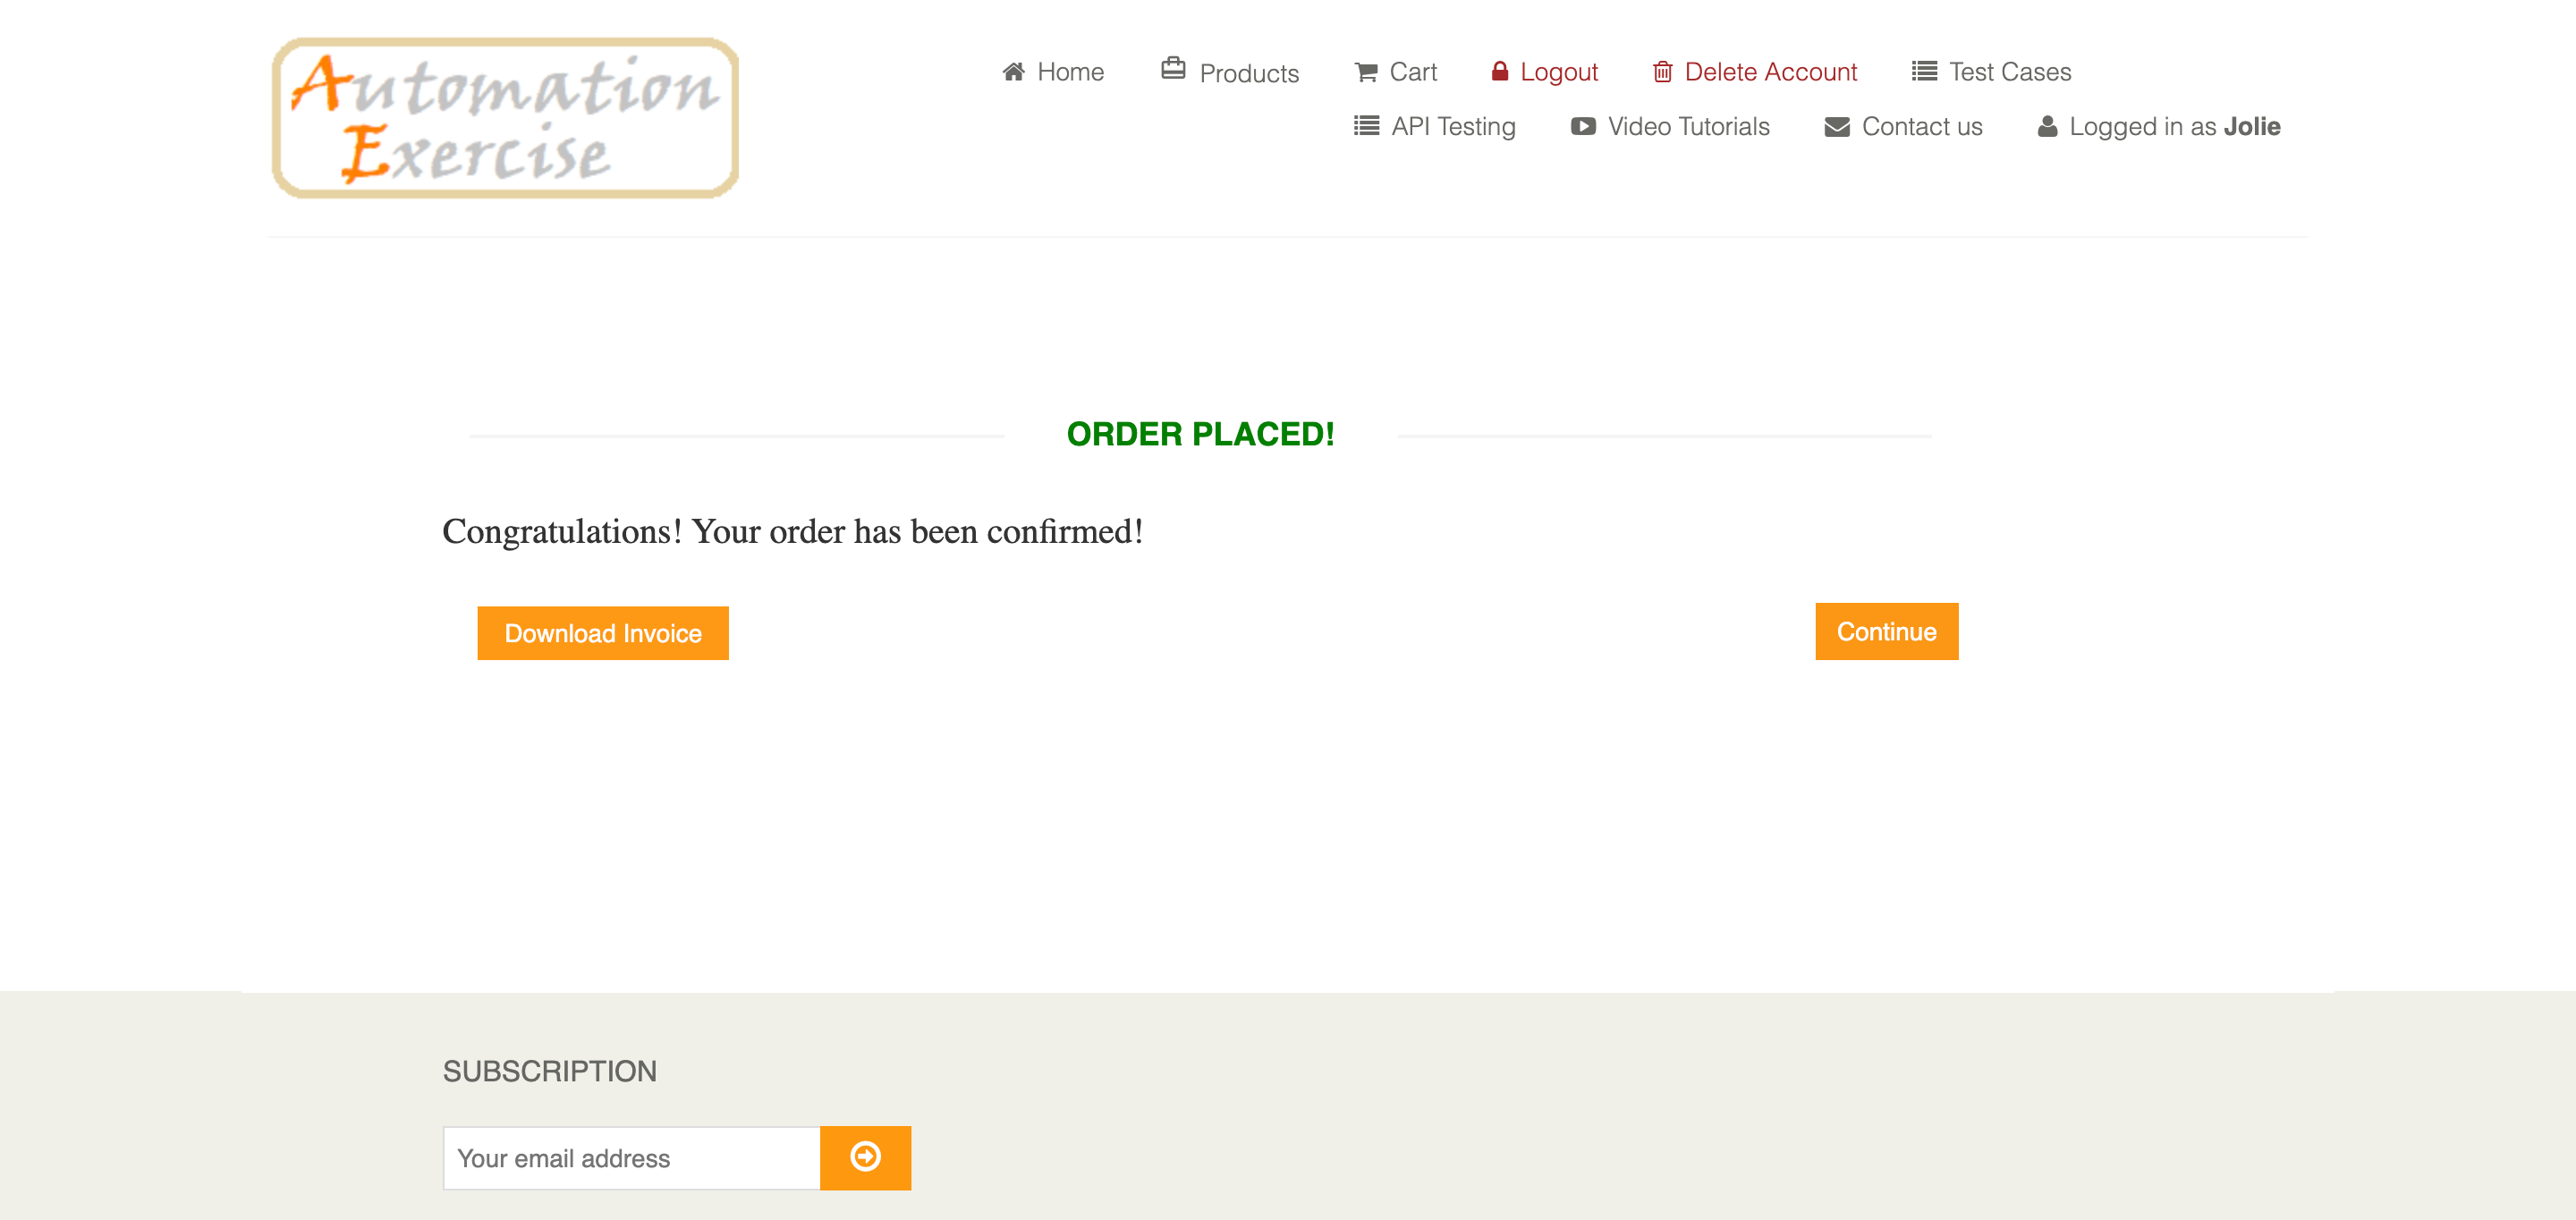 Automation
Exercise
Home Products Cart Logout Delete Account Test Cases
API Testing Video Tutorials Contact us Logged in as Jolie
ORDER PLACED!
Congratulations! Your order has been confirmed!
Download Invoice Continue
SUBSCRIPTION
Your email address